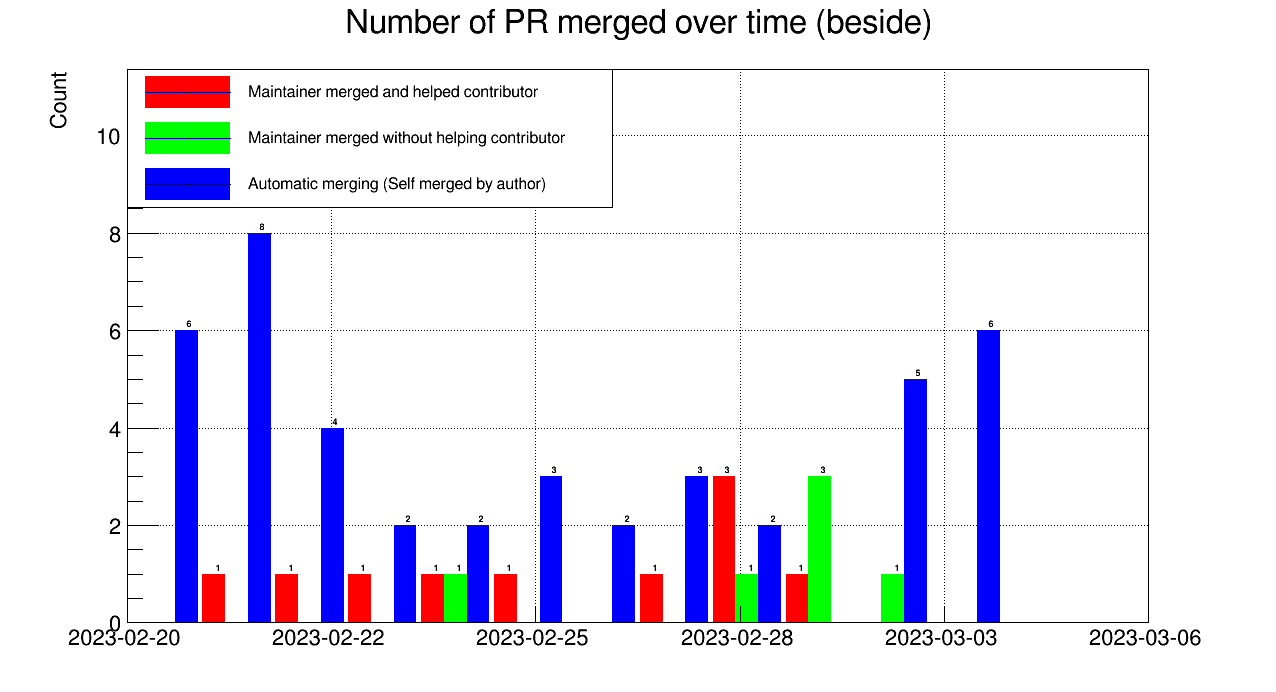 Number of PR merged over time (beside)
Count
Maintainer merged and helped contributor
Maintainer merged without helping contributor
Automatic merging (Self merged by author)
10
8
6
4
2
0
6 1 8 1 4 1 2 1 1 2 1 3 2 1 3 3 1 2 1 3 1 5 6
2023-02-20 2023-02-22 2023-02-25 2023-02-28 2023-03-03 2023-03-06